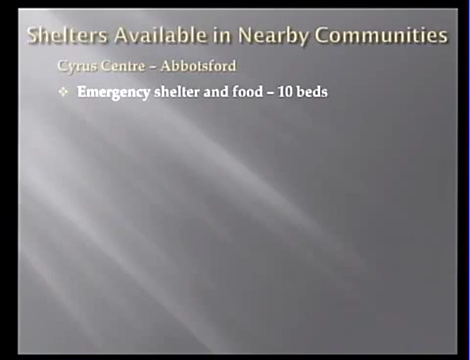 Shelters Available in Nearby Communities
Cyrus Centre – Abbotsford
Emergency shelter and food – 10 beds